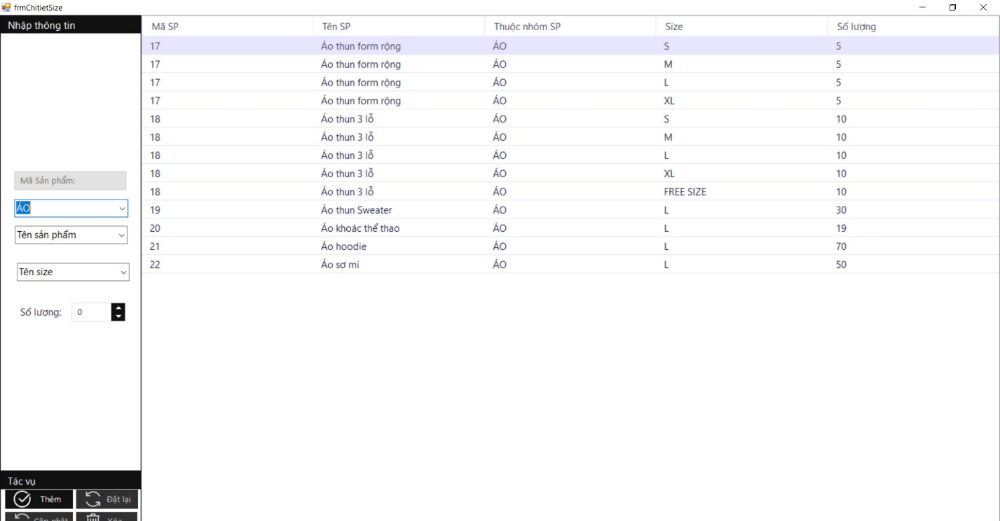 frmChitietSize
Nhập thông tin
Mã Sản phẩm:
ÁO
Tên sản phẩm
Tên size
Số lượng: 0
Tác vụ
Thêm Đặt lại
Cập nhật Xóa
Mã SP Tên SP Thuộc nhóm SP Size Số lượng
17 Áo thun form rộng ÁO S 5
17 Áo thun form rộng ÁO M 5
17 Áo thun form rộng ÁO L 5
17 Áo thun form rộng ÁO XL 5
18 Áo thun 3 lỗ ÁO S 10
18 Áo thun 3 lỗ ÁO M 10
18 Áo thun 3 lỗ ÁO L 10
18 Áo thun 3 lỗ ÁO XL 10
18 Áo thun 3 lỗ ÁO FREE SIZE 10
19 Áo thun Sweater ÁO L 30
20 Áo khoác thể thao ÁO L 19
21 Áo hoodie ÁO L 70
22 Áo sơ mi ÁO L 50